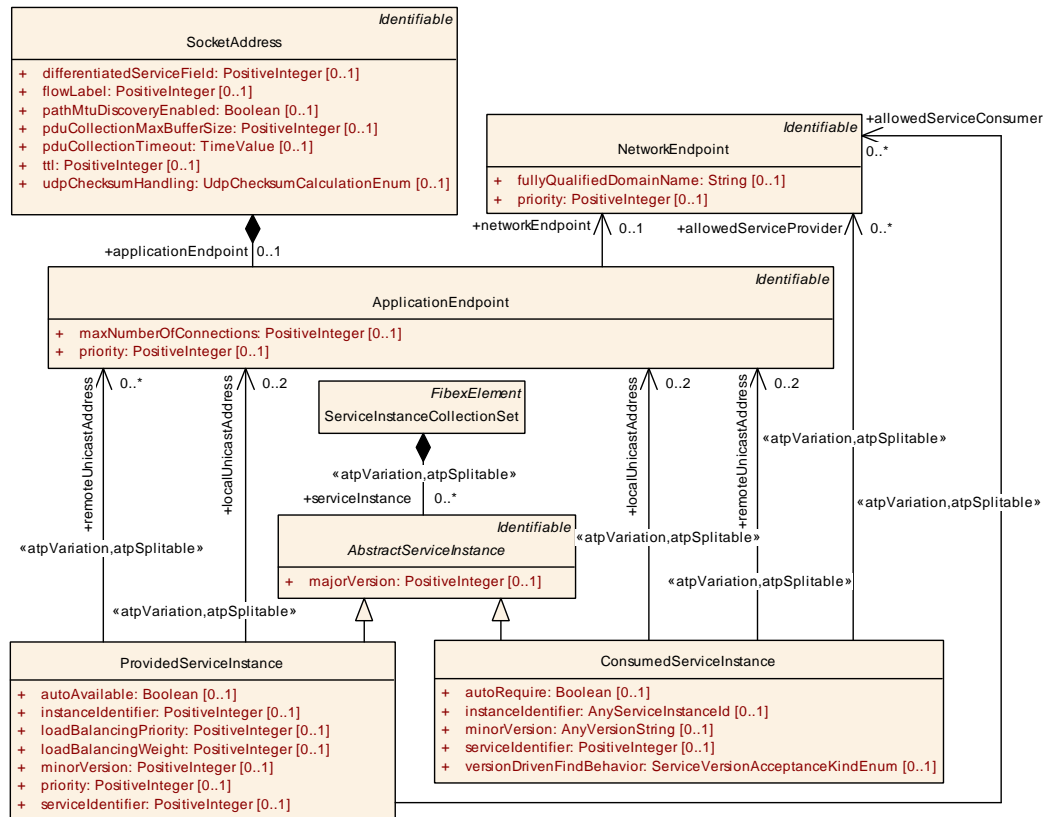 Identifiable
SocketAddress
+ differentiatedServiceField: PositiveInteger [0..1]
+ flowLabel: PositiveInteger [0..1]
+ pathMtuDiscoveryEnabled: Boolean [0..1]
+ pduCollectionMaxBufferSize: PositiveInteger [0..1]
+ pduCollectionTimeout: TimeValue [0..1]
+ ttl: PositiveInteger [0..1]
+ udpChecksumHandling: UdpChecksumCalculationEnum [0..1]
+allowedServiceConsumer
0..*
Identifiable
NetworkEndpoint
+ fullyQualifiedDomainName: String [0..1]
+ priority: PositiveInteger [0..1]
+applicationEndpoint 0..1
+networkEndpoint 0..1
+allowedServiceProvider 0..*
Identifiable
ApplicationEndpoint
+ maxNumberOfConnections: PositiveInteger [0..1]
+ priority: PositiveInteger [0..1]
+remoteUnicastAddress 0..*
+localUnicastAddress 0..2
+localUnicastAddress 0..2
+remoteUnicastAddress 0..2
FibexElement
ServiceInstanceCollectionSet
«atpVariation,atpSplitable»
«atpVariation,atpSplitable»
+serviceInstance 0..*
«atpVariation,atpSplitable»
Identifiable
AbstractServiceInstance
+ majorVersion: PositiveInteger [0..1]
«atpVariation,atpSplitable»
«atpVariation,atpSplitable»
«atpVariation,atpSplitable»
«atpVariation,atpSplitable»
ProvidedServiceInstance
+ autoAvailable: Boolean [0..1]
+ instanceIdentifier: PositiveInteger [0..1]
+ loadBalancingPriority: PositiveInteger [0..1]
+ loadBalancingWeight: PositiveInteger [0..1]
+ minorVersion: PositiveInteger [0..1]
+ priority: PositiveInteger [0..1]
+ serviceIdentifier: PositiveInteger [0..1]
ConsumedServiceInstance
+ autoRequire: Boolean [0..1]
+ instanceIdentifier: AnyServiceInstanceId [0..1]
+ minorVersion: AnyVersionString [0..1]
+ serviceIdentifier: PositiveInteger [0..1]
+ versionDrivenFindBehavior: ServiceVersionAcceptanceKindEnum [0..1]